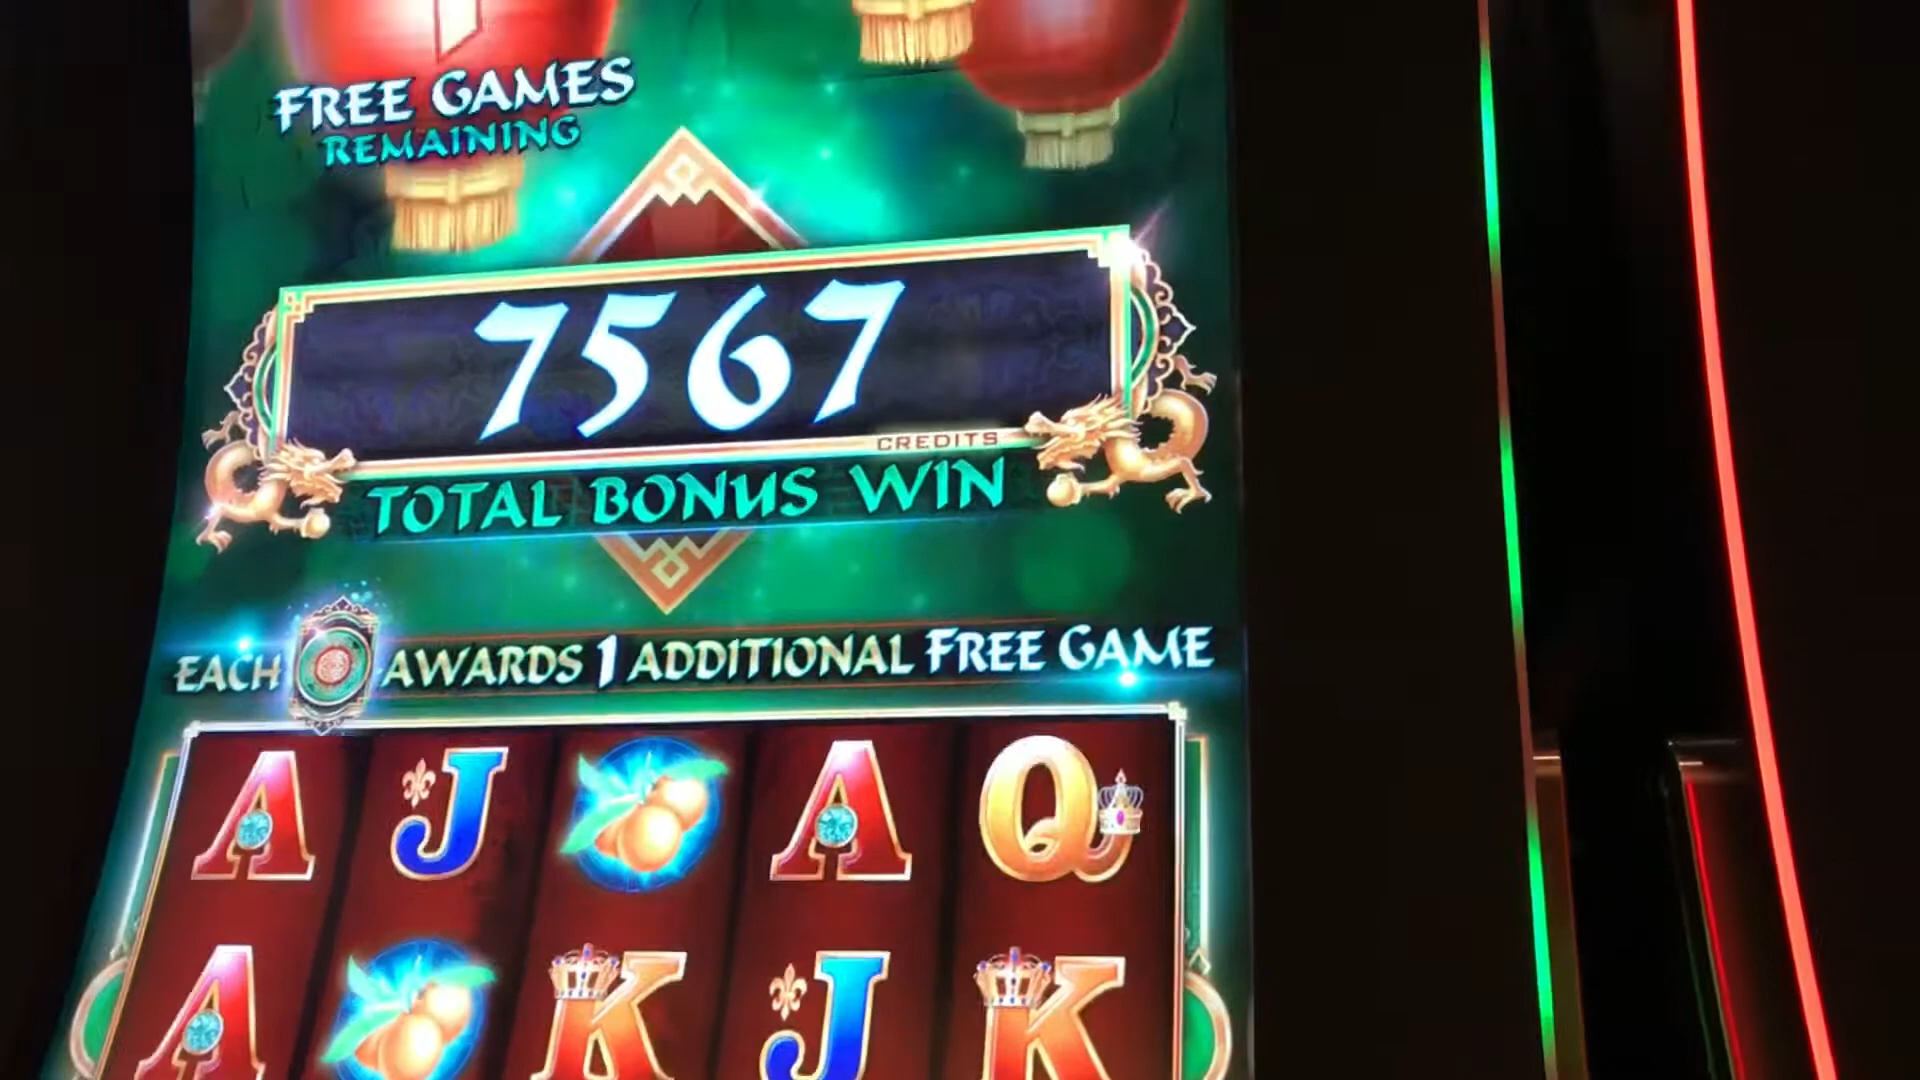 FREE GAMES
REMAINING
7567
CREDITS
TOTAL BONUS WIN
EACH AWARDS 1 ADDITIONAL FREE GAME
A J A Q
A K J K